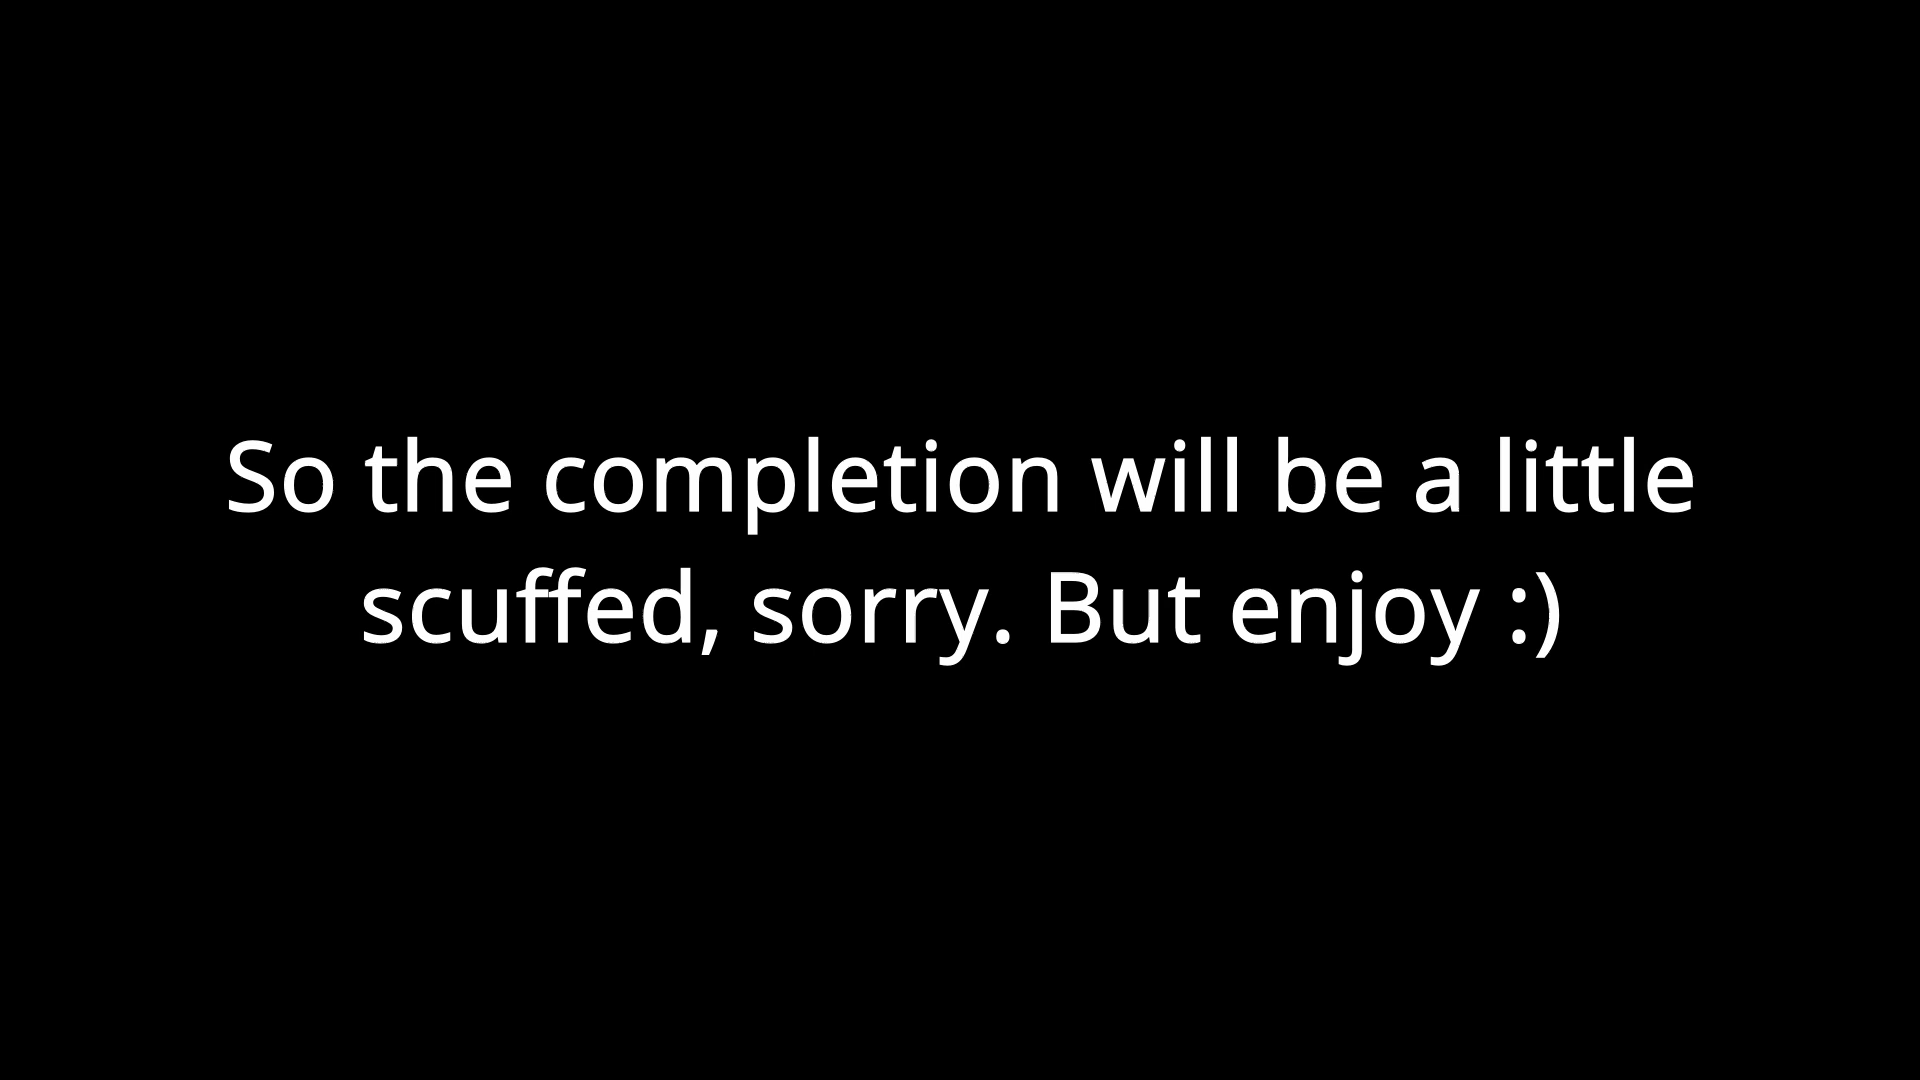 So the completion will be a little
scuffed, sorry. But enjoy :)